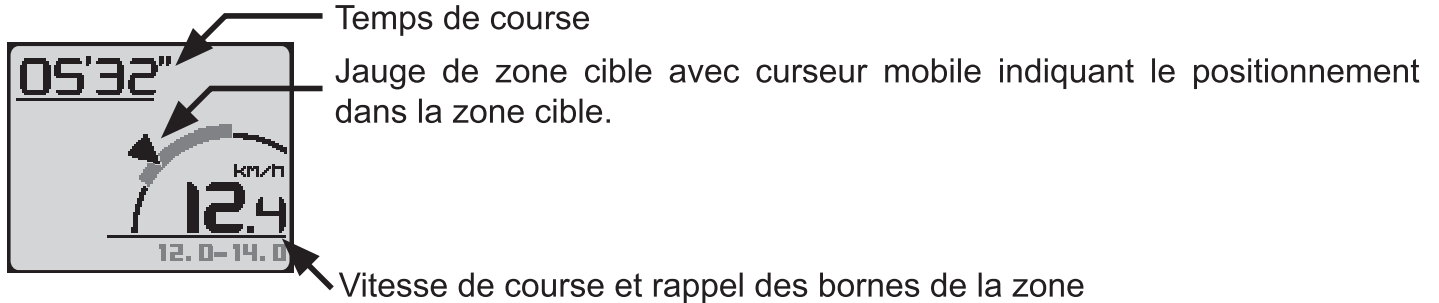 Temps de course
05'32"
Jauge de zone cible avec curseur mobile indiquant le positionnement
dans la zone cible.
km/h
12.4
12.0-14.0
Vitesse de course et rappel des bornes de la zone